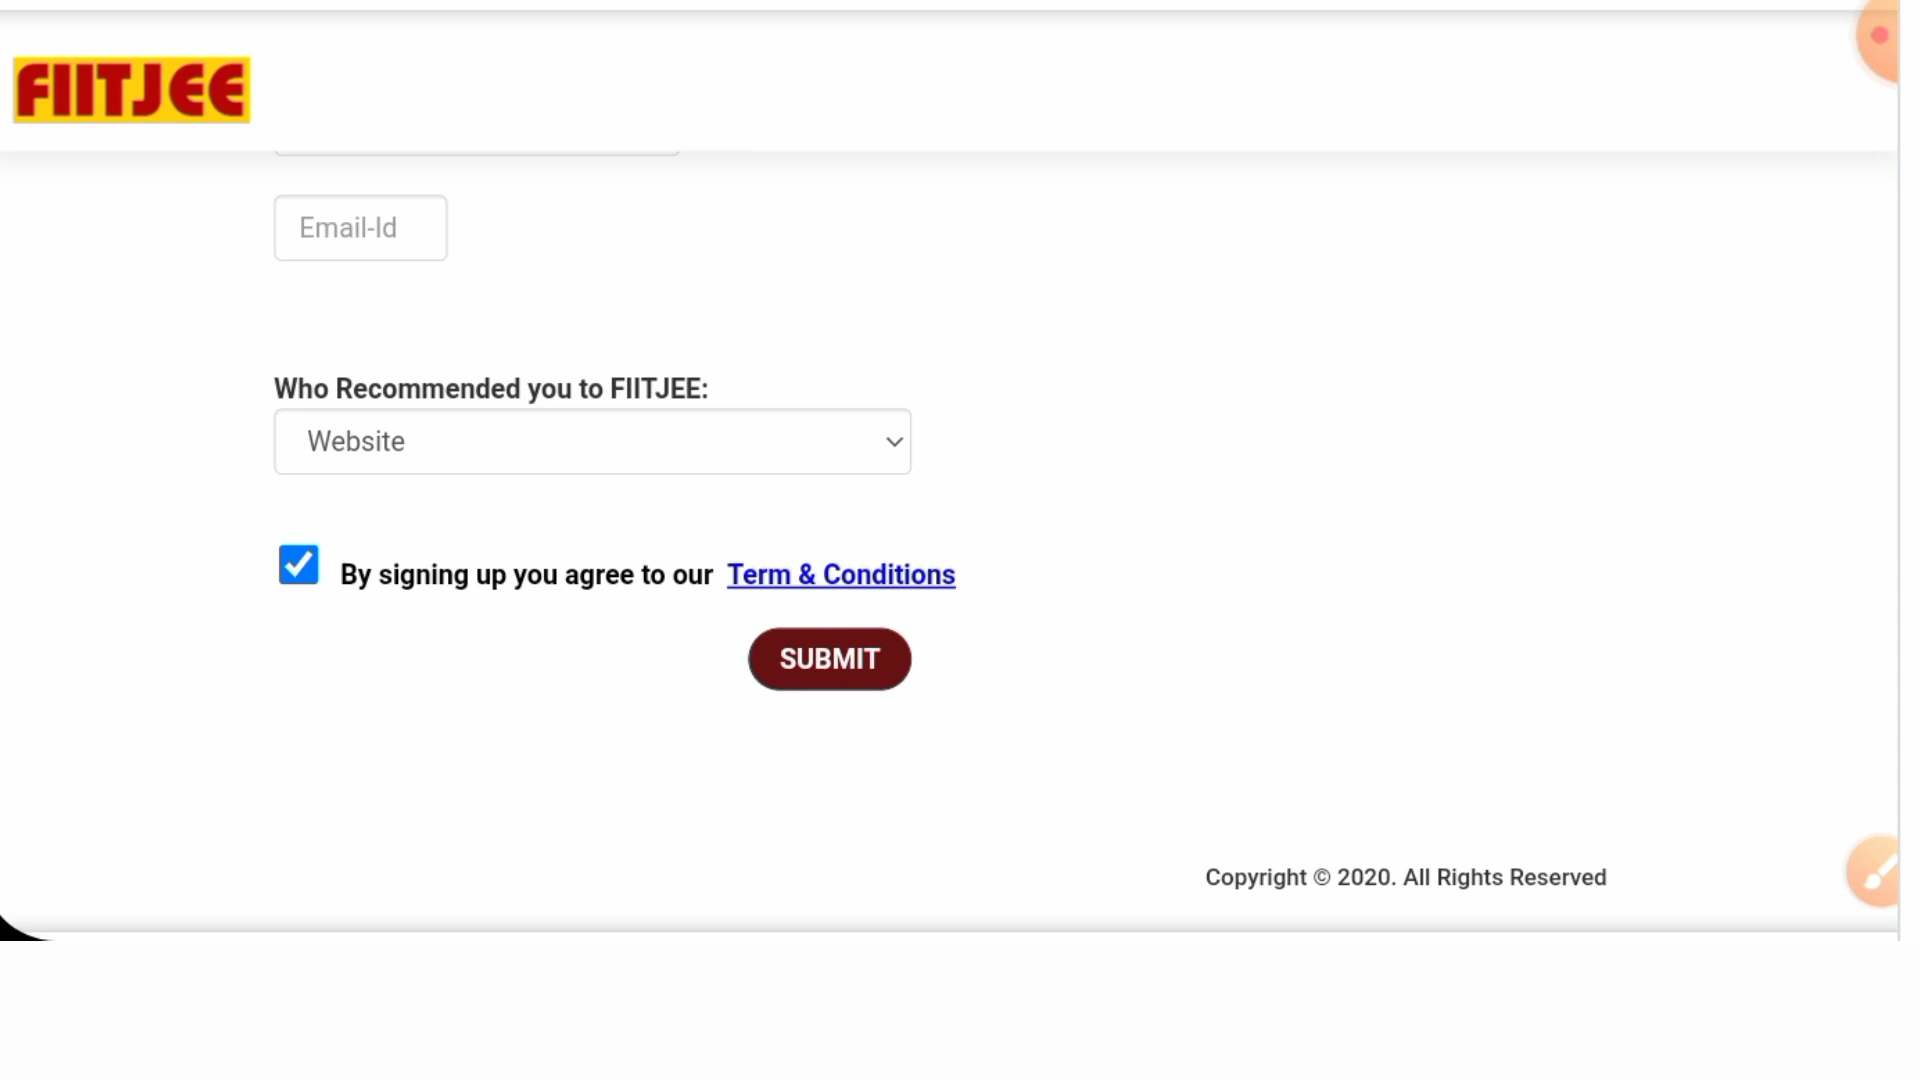 FIITJEE
Email-Id
Who Recommended you to FIITJEE:
Website
By signing up you agree to our Term & Conditions
SUBMIT
Copyright © 2020. All Rights Reserved